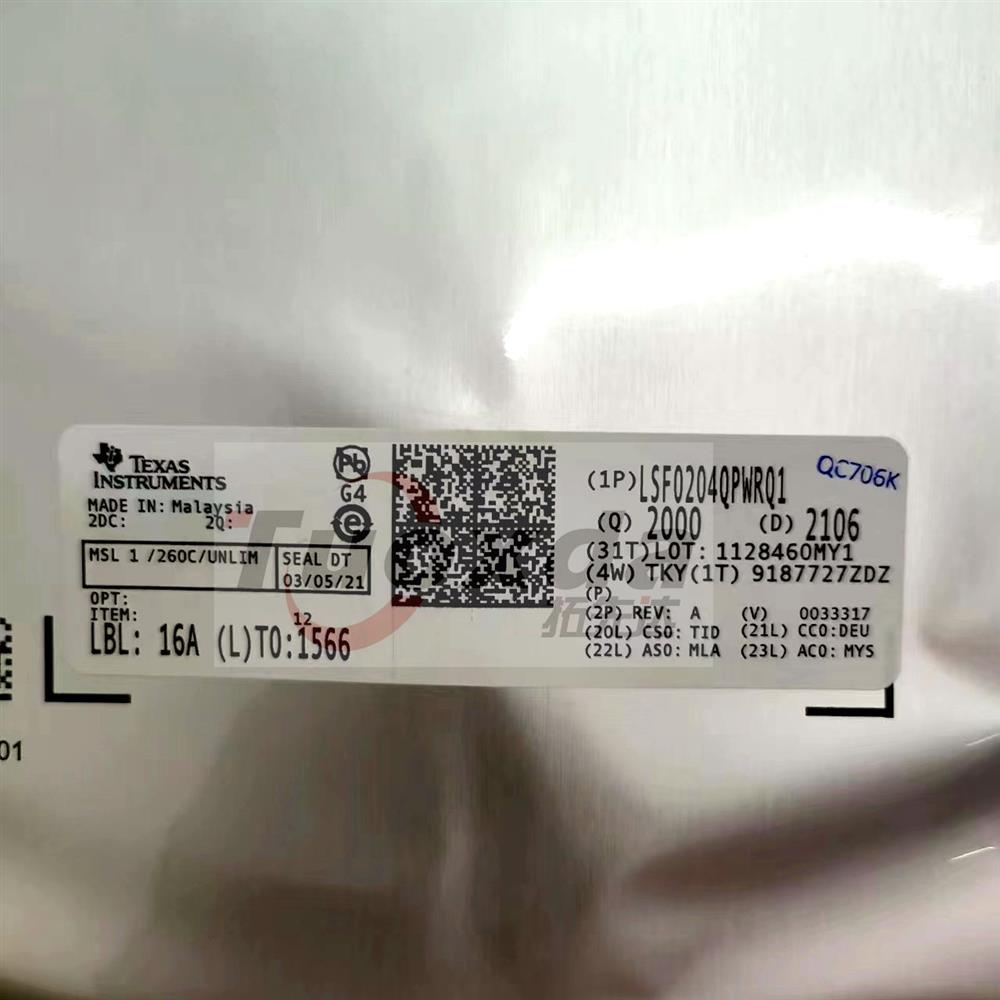 TEXAS
INSTRUMENTS
MADE IN: Malaysia
2DC: 2Q:
MSL 1 /260C/UNLIM
SEAL DT
03/05/21
OPT:
ITEM: 12
LBL: 16A (L)TO:1566
Pb
G4
e
(1P)LSF0204QPWRQ1
QC706K
(Q) 2000 (D) 2106
(31T)LOT: 1128460MY1
(4W) TKY(1T) 9187727ZDZ
(P)
(2P) REV: A (V) 0033317
(20L) CSO: TID (21L) CCO:DEU
(22L) ASO: MLA (23L) ACO: MYS
01